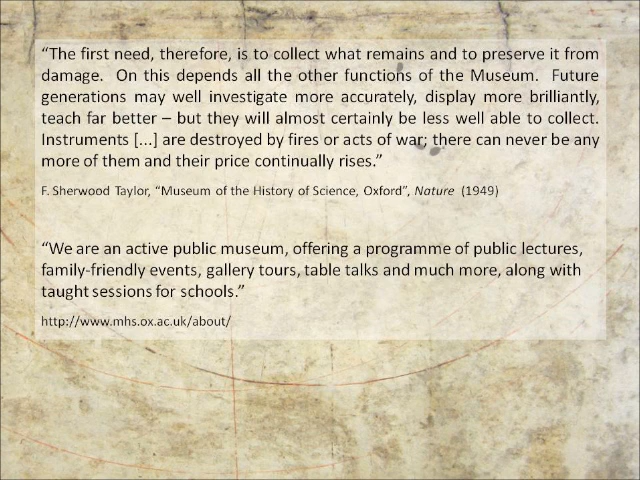 “The first need, therefore, is to collect what remains and to preserve it from
damage. On this depends all the other functions of the Museum. Future
generations may well investigate more accurately, display more brilliantly,
teach far better – but they will almost certainly be less well able to collect.
Instruments [...] are destroyed by fires or acts of war; there can never be any
more of them and their price continually rises.”
F. Sherwood Taylor, “Museum of the History of Science, Oxford”, Nature (1949)
“We are an active public museum, offering a programme of public lectures,
family-friendly events, gallery tours, table talks and much more, along with
taught sessions for schools.”
http://www.mhs.ox.ac.uk/about/